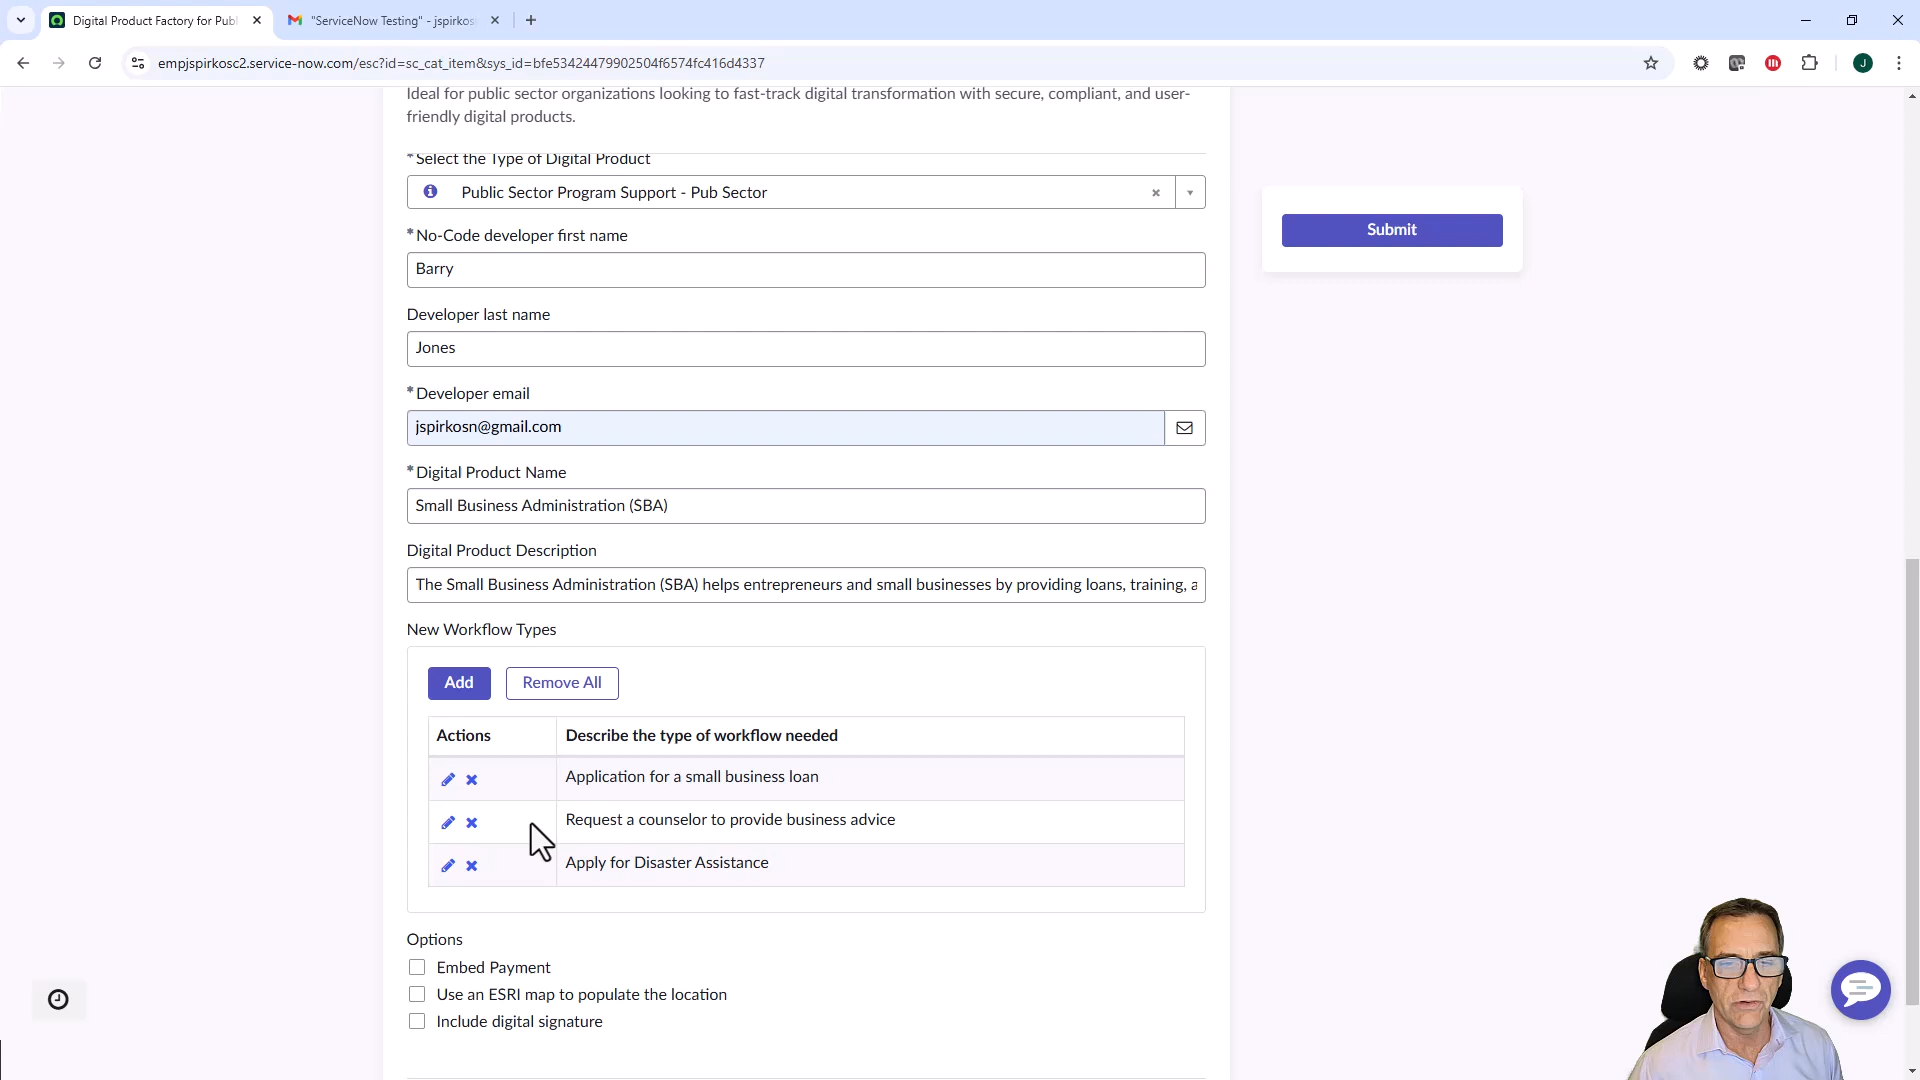 Digital Product Factory for Publ
"ServiceNow Testing" - jspirkos
empjspirkosc2.service-now.com/esc?id=sc_cat_item&sys_id=bfe53424479902504f6574fc416d4337
J
Ideal for public sector organizations looking to fast-track digital transformation with secure, compliant, and user-
friendly digital products.
*Select the Type of Digital Product
Public Sector Program Support - Pub Sector
Submit
*No-Code developer first name
Barry
Developer last name
Jones
*Developer email
jspirkosn@gmail.com
*Digital Product Name
Small Business Administration (SBA)
Digital Product Description
The Small Business Administration (SBA) helps entrepreneurs and small businesses by providing loans, training, a
New Workflow Types
Add
Remove All
Actions
Describe the type of workflow needed
Application for a small business loan
Request a counselor to provide business advice
Apply for Disaster Assistance
Options
Embed Payment
Use an ESRI map to populate the location
Include digital signature